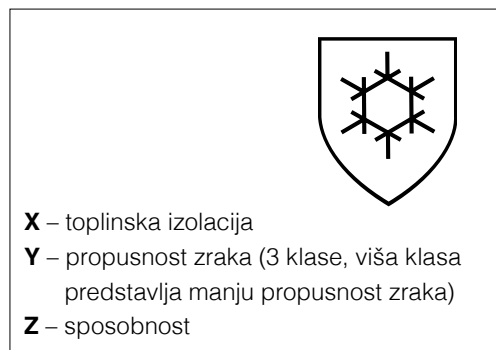 X – toplinska izolacija
Y – propusnost zraka (3 klase, viša klasa
predstavlja manju propusnost zraka)
Z – sposobnost